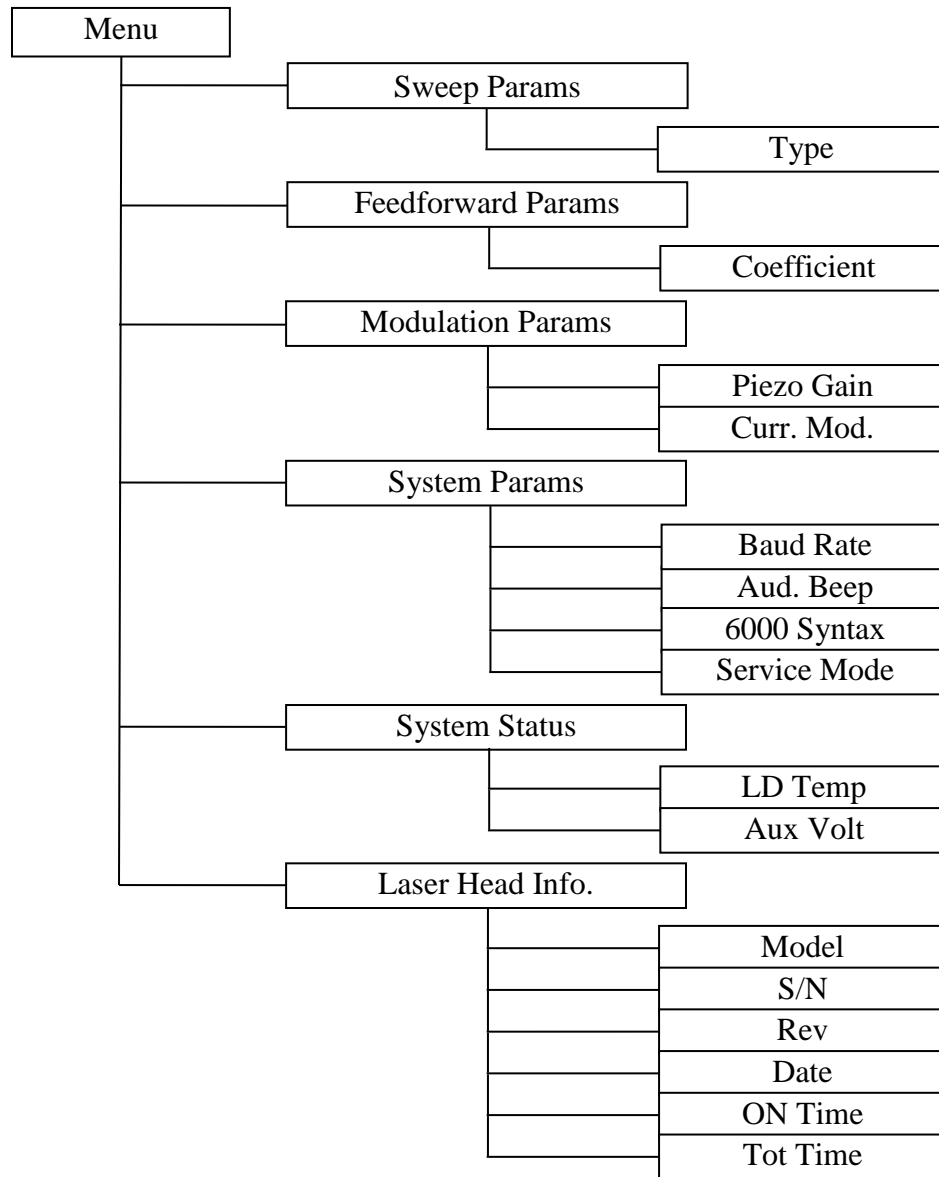 Menu
Sweep Params
Type
Feedforward Params
Coefficient
Modulation Params
Piezo Gain
Curr. Mod.
System Params
Baud Rate
Aud. Beep
6000 Syntax
Service Mode
System Status
LD Temp
Aux Volt
Laser Head Info.
Model
S/N
Rev
Date
ON Time
Tot Time